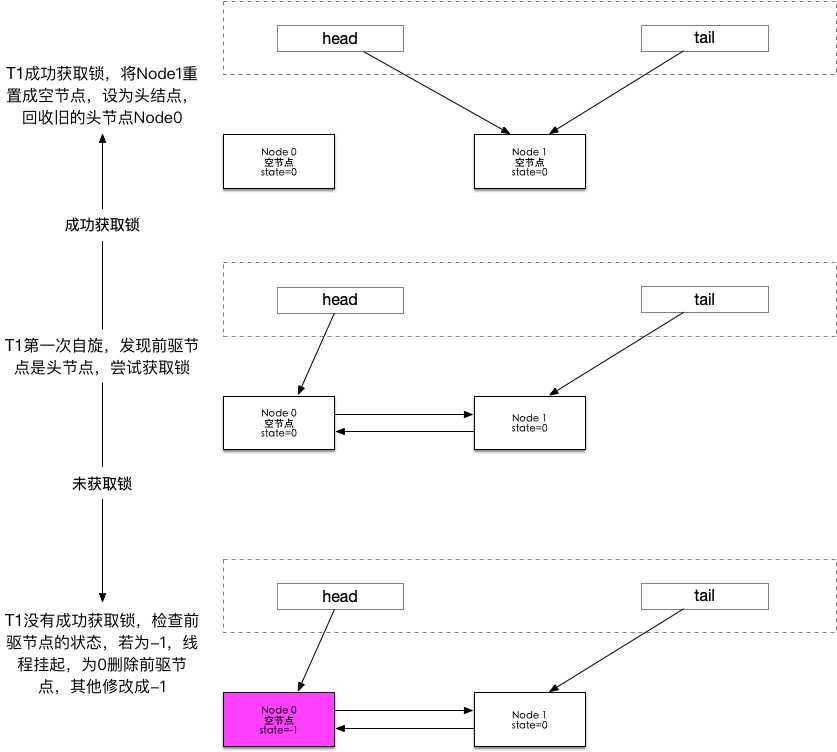 head
tail
T1成功获取锁，将Node1重
置成空节点，设为头结点，
回收旧的头节点Node0
Node 0
空节点
state=0
Node 1
空节点
state=0
成功获取锁
head
tail
T1第一次自旋，发现前驱节
点是头节点，尝试获取锁
Node 0
空节点
state=0
Node 1
state=0
未获取锁
head
tail
T1没有成功获取锁，检查前
驱节点的状态，若为-1，线
程挂起，为0删除前驱节
点，其他修改成-1
Node 0
空节点
state=-1
Node 1
state=0